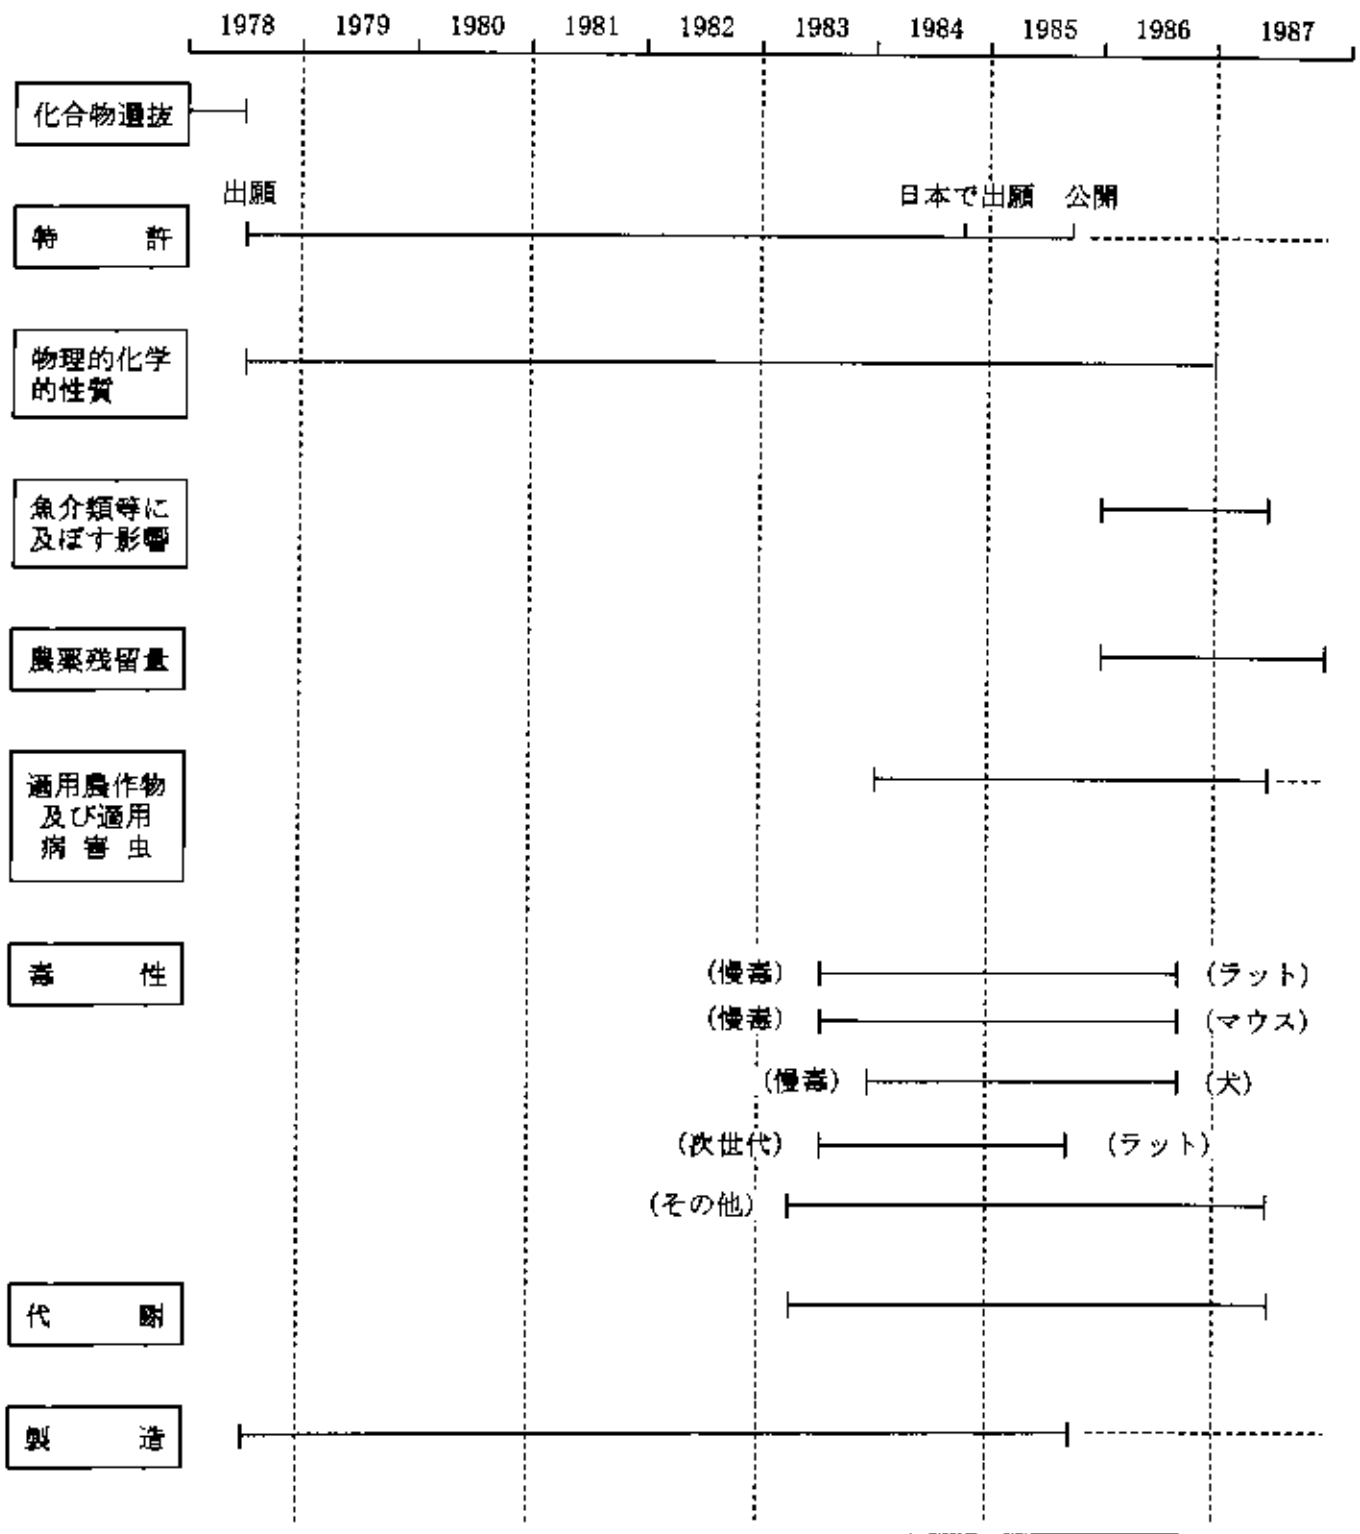 1978 1979 1980 1981 1982 1983 1984 1985 1986 1987
化合物選抜
出願 日本で出願 公開
特許
物理的化学
的性質
魚介類等に
及ぼす影響
農薬残留量
適用農作物
及び適用
病害虫
毒性 (慢毒) (ラット)
(慢毒) (マウス)
(慢毒) (犬)
(次世代) (ラット)
(その他)
代謝
製造